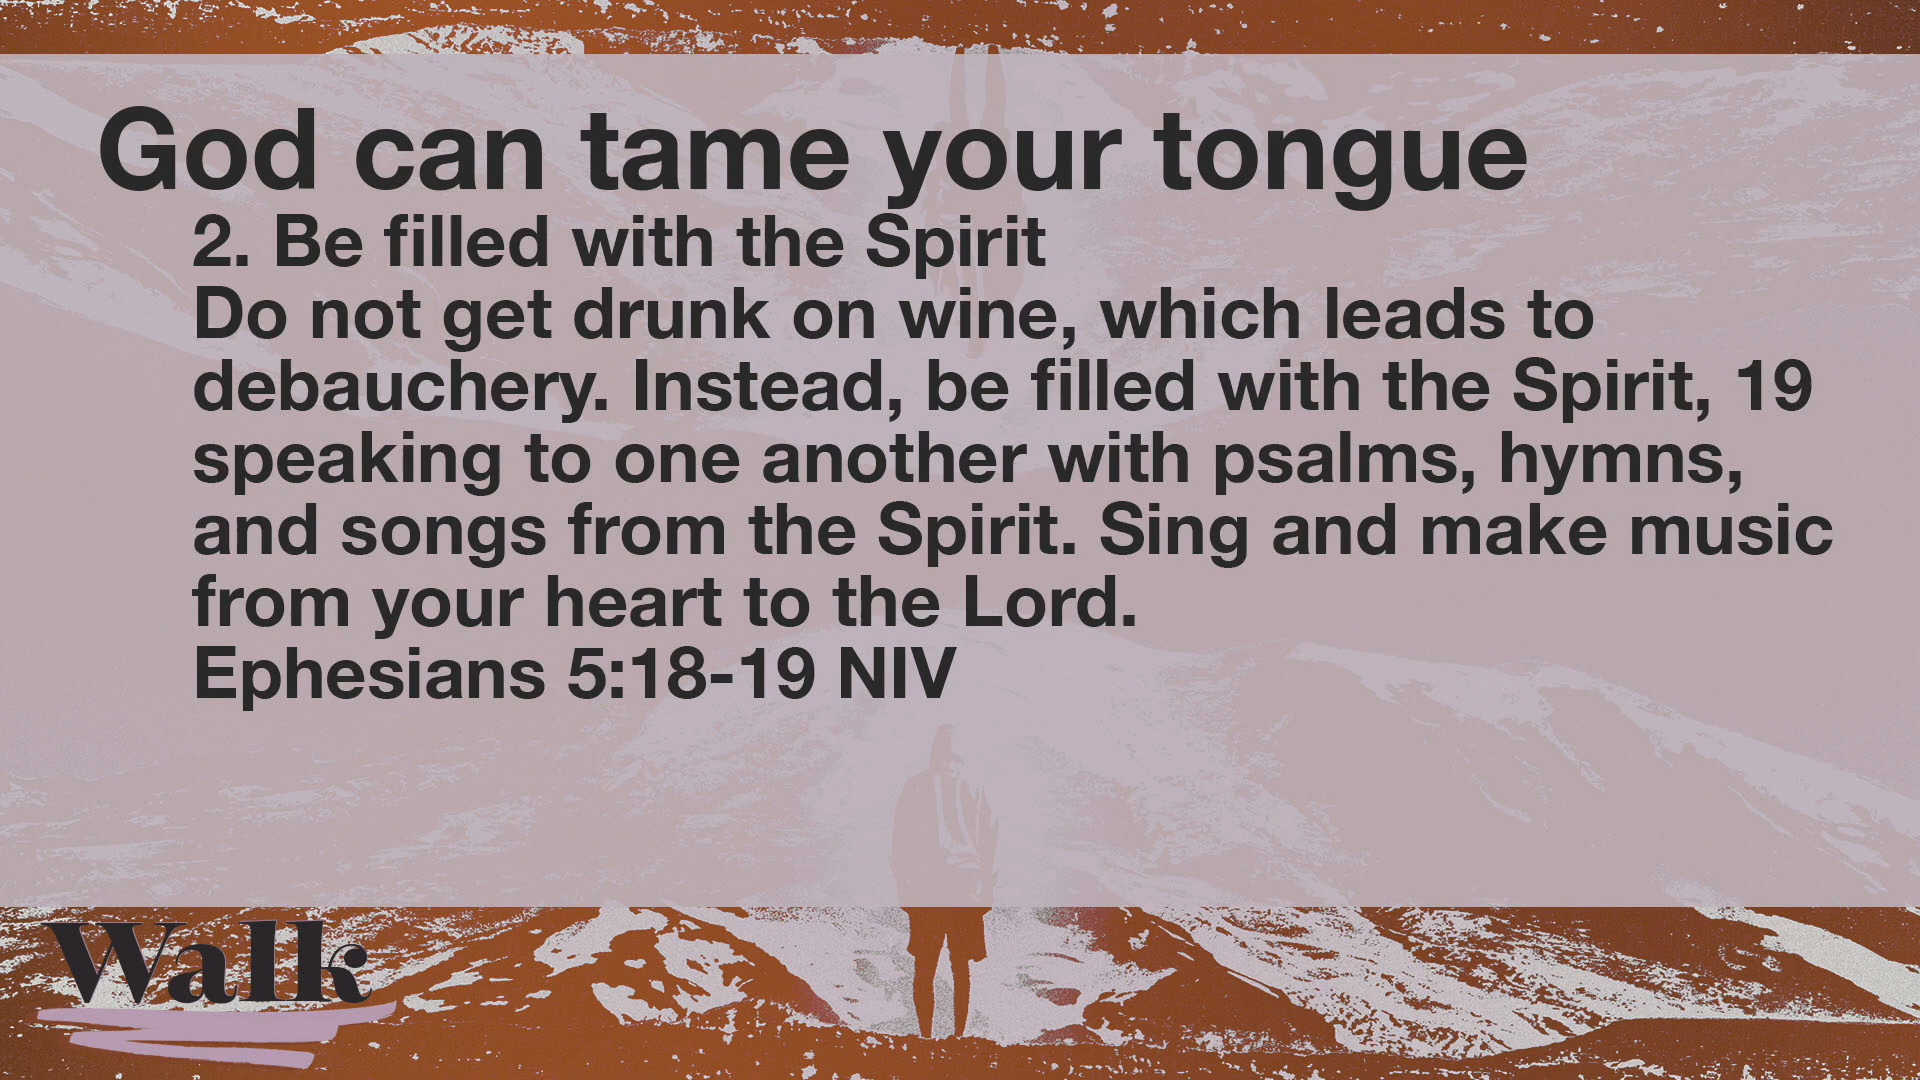 God can tame your tongue
2. Be filled with the Spirit
Do not get drunk on wine, which leads to
debauchery. Instead, be filled with the Spirit, 19
speaking to one another with psalms, hymns,
and songs from the Spirit. Sing and make music
from your heart to the Lord.
Ephesians 5:18-19 NIV
Walk